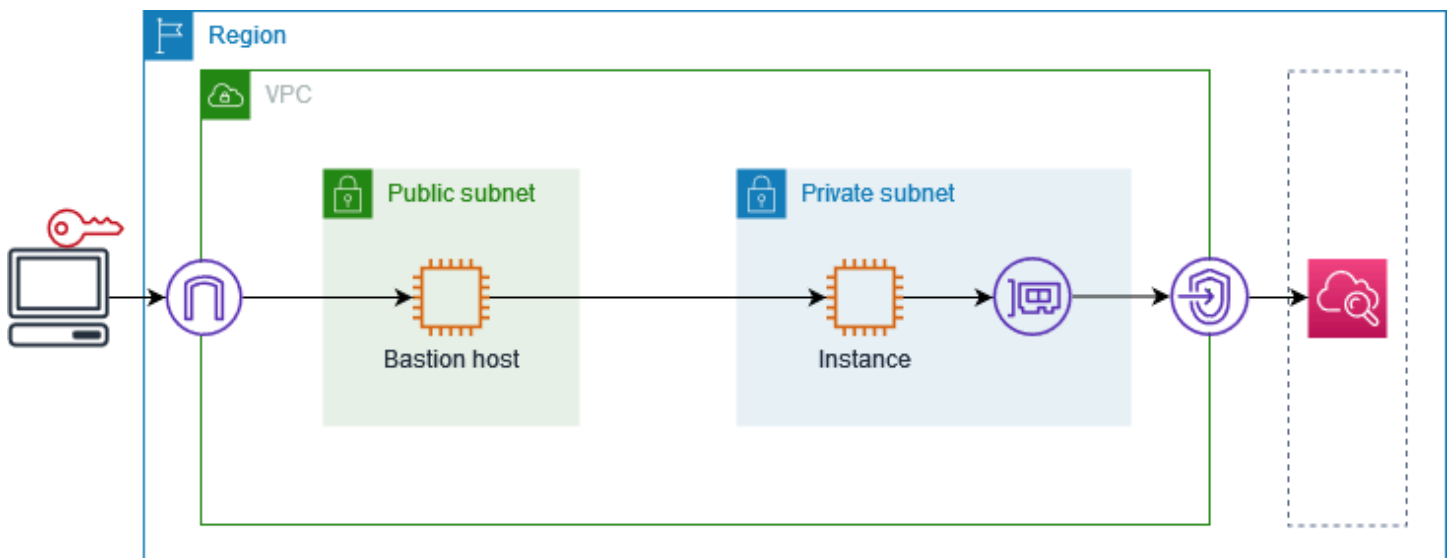 Region
VPC
Public subnet
Private subnet
Bastion host
Instance